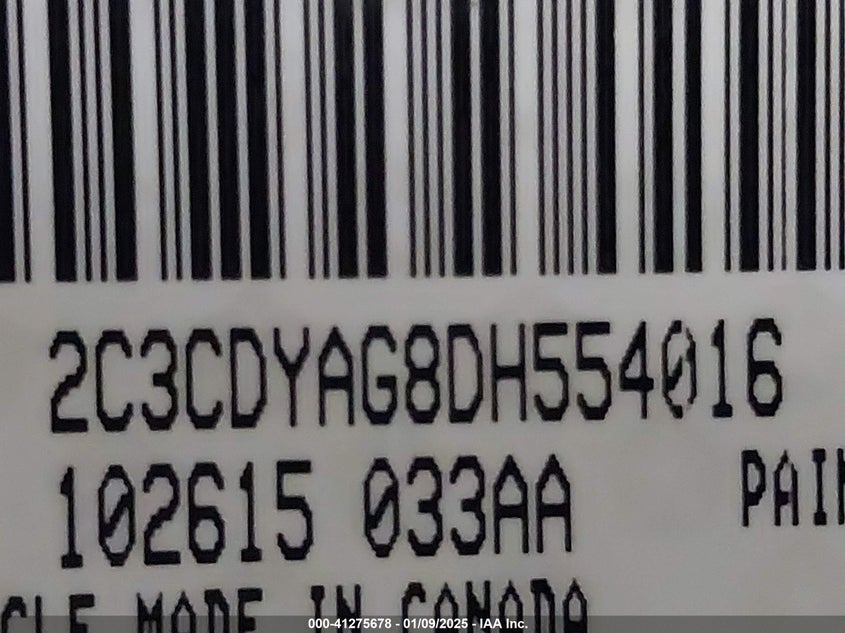 2C3CDYAG8DH554016
102615 033AA
PAI
CLE MADE IN CANADA
000-41275678 - 01/09/2025 - IAA Inc.